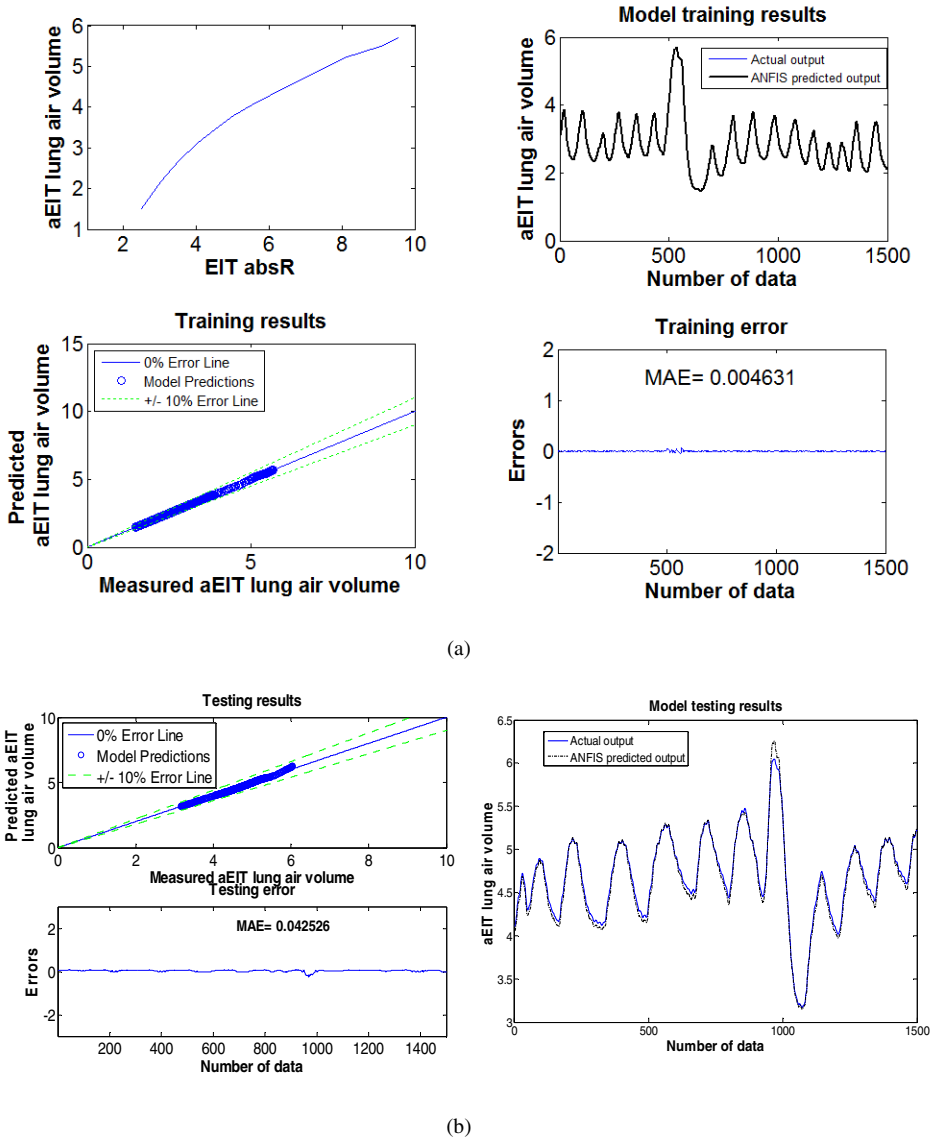 6
5
4
3
2
1
aEIT lung air volume
2 4 6 8 10
EIT absR
Model training results
6
4
2
0
aEIT lung air volume
Actual output
ANFIS predicted output
0 500 1000 1500
Number of data
Training results
15
10
5
0
Predicted
aEIT lung air volume
0% Error Line
Model Predictions
+/- 10% Error Line
0 5 10
Measured aEIT lung air volume
Training error
2
1
0
-1
-2
Errors
MAE= 0.004631
500 1000 1500
Number of data
(a)
Testing results
10
5
0
Predicted aEIT
lung air volume
0% Error Line
Model Predictions
+/- 10% Error Line
0 2 4 6 8 10
Measured aEIT lung air volume
Testing error
2
0
-2
Errors
MAE= 0.042526
200 400 600 800 1000 1200 1400
Number of data
Model testing results
6.5
6
5.5
5
4.5
4
3.5
3
aEIT lung air volume
Actual output
ANFIS predicted output
0 500 1000 1500
Number of data
(b)